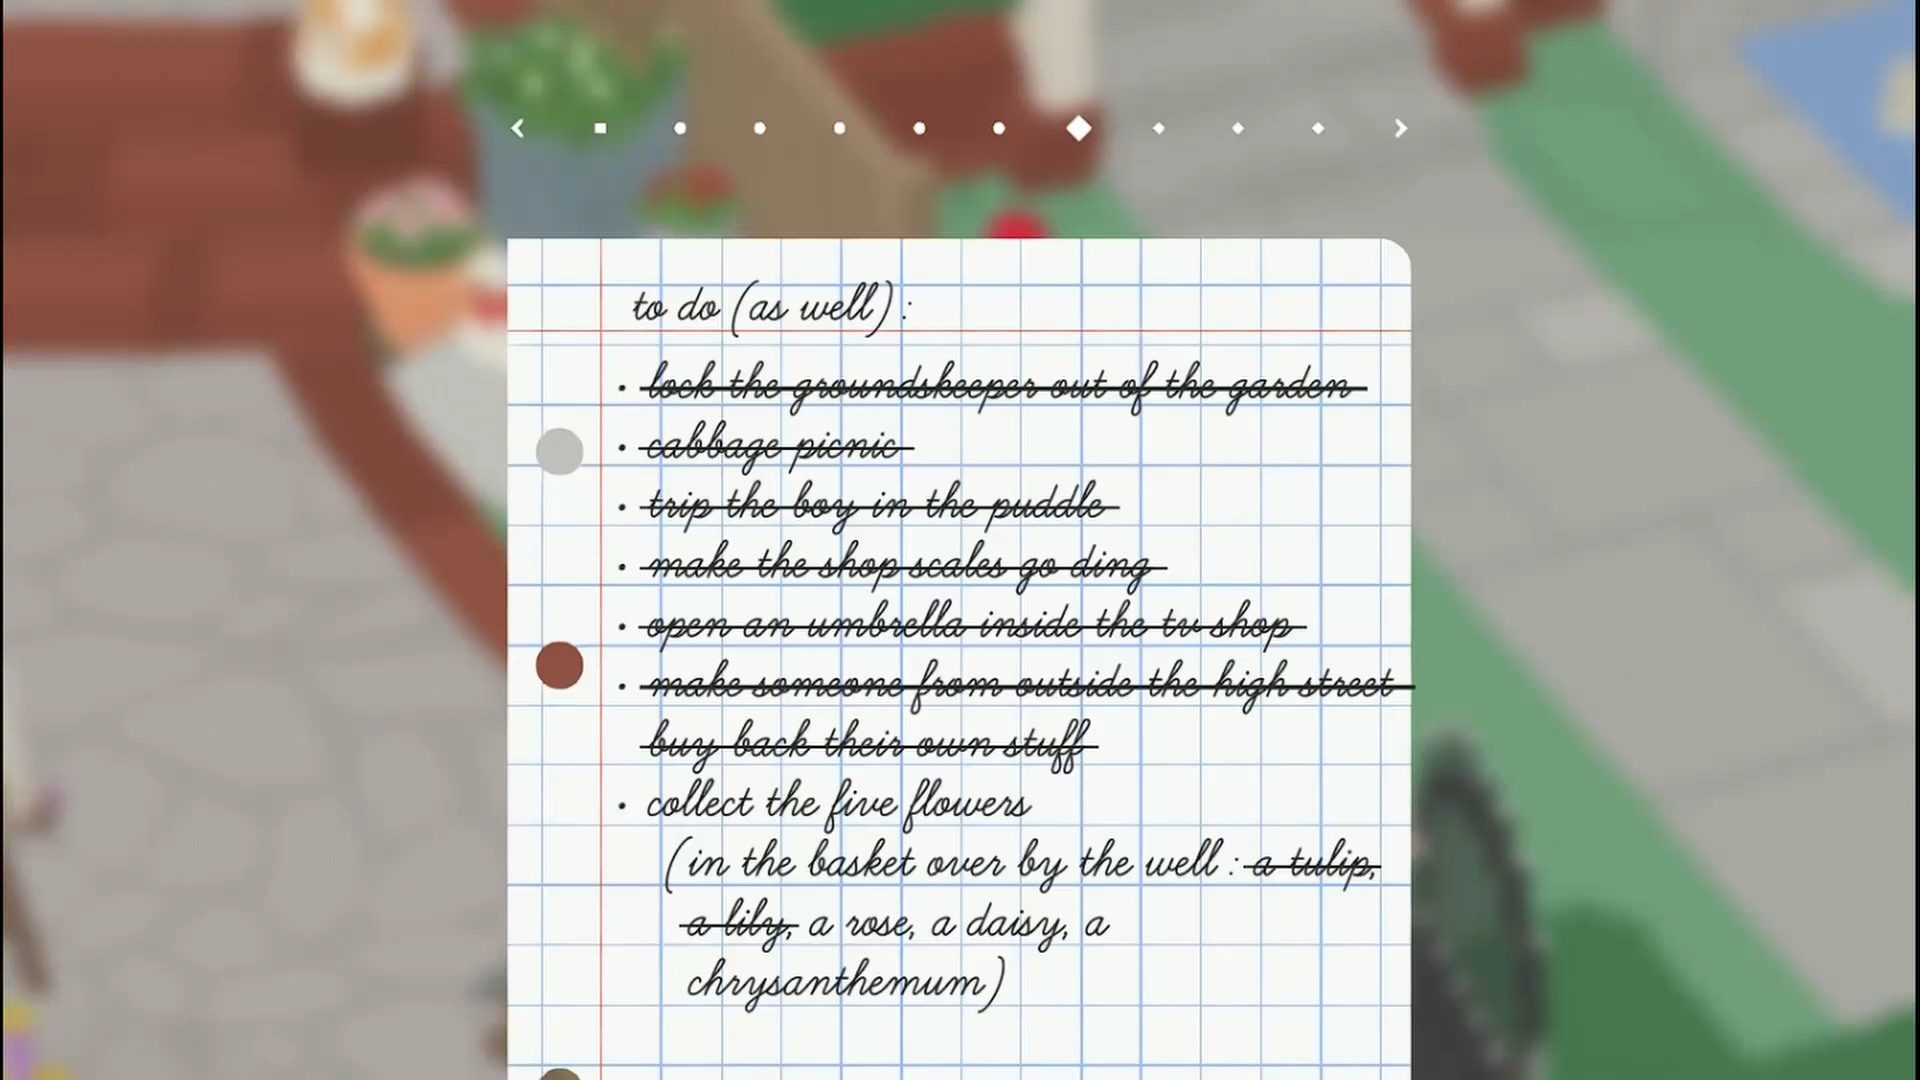 to do (as well) :
• lock the groundskeeper out of the garden
• cabbage picnic
• trip the boy in the puddle
• make the shop scales go ding
• open an umbrella inside the tv shop
• make someone from outside the high street
buy back their own stuff
• collect the five flowers
(in the basket over by the well : a tulip,
a lily, a rose, a daisy, a
chrysanthemum)